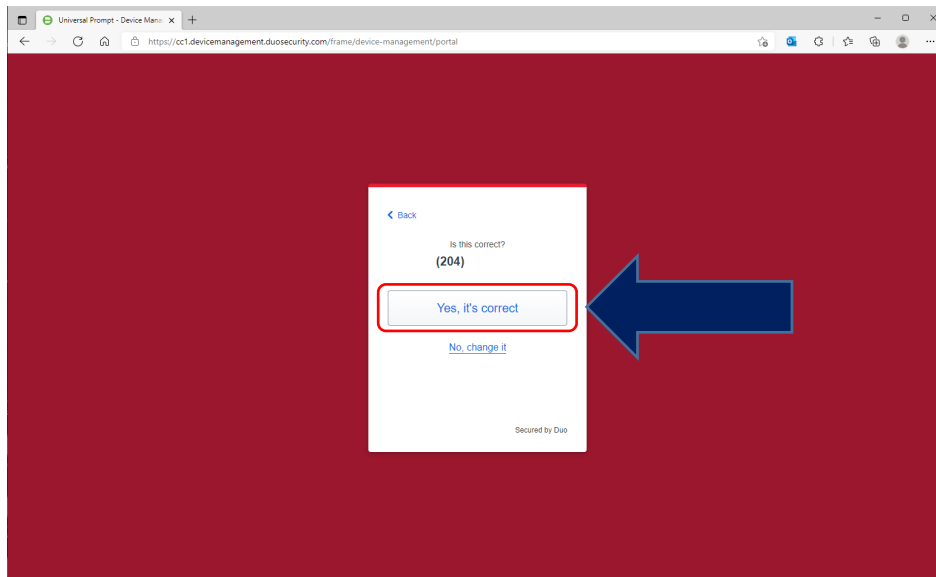 Universal Prompt - Device Mana
https://cc1.devicemanagement.duosecurity.com/frame/device-management/portal
Back
Is this correct?
(204)
Yes, it's correct
No, change it
Secured by Duo